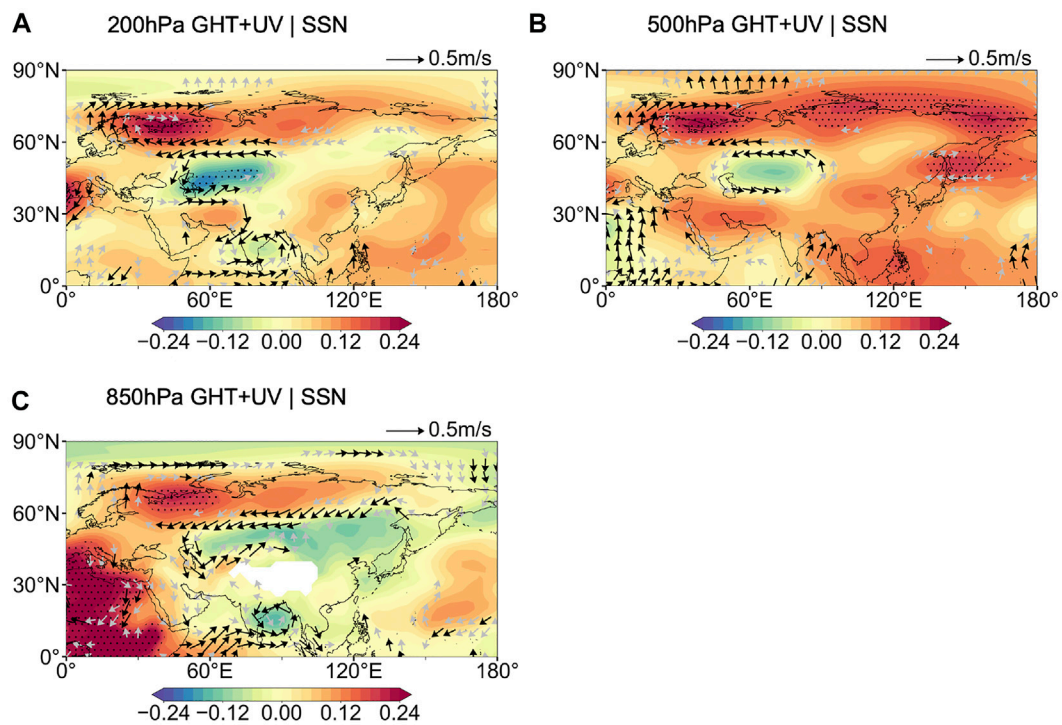 A 200hPa GHT+UV | SSN
0.5m/s
90°N
60°N
30°N
0°
0° 60°E 120°E 180°
−0.24 −0.12 0.00 0.12 0.24
B 500hPa GHT+UV | SSN
0.5m/s
90°N
60°N
30°N
0°
0° 60°E 120°E 180°
−0.24 −0.12 0.00 0.12 0.24
C 850hPa GHT+UV | SSN
0.5m/s
90°N
60°N
30°N
0°
0° 60°E 120°E 180°
−0.24 −0.12 0.00 0.12 0.24